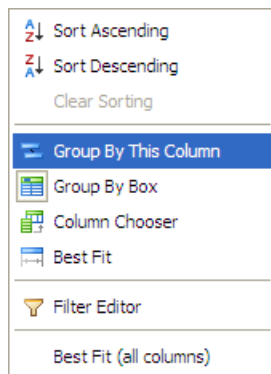 Sort Ascending
Sort Descending
Clear Sorting
Group By This Column
Group By Box
Column Chooser
Best Fit
Filter Editor
Best Fit (all columns)